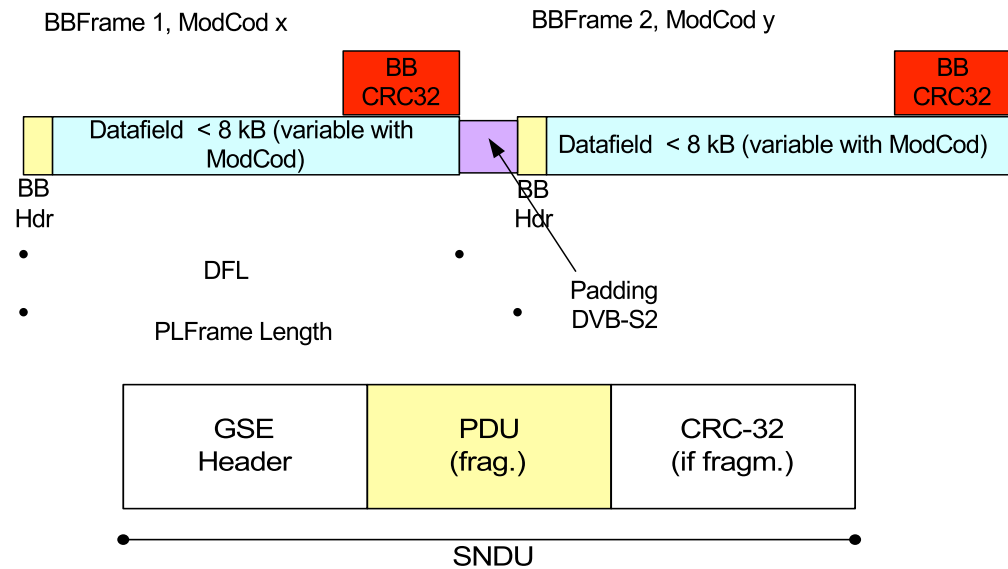 BBFrame 1, ModCod x
BBFrame 2, ModCod y
BB
CRC32
BB
CRC32
Datafield < 8 kB (variable with
ModCod)
Datafield < 8 kB (variable with ModCod)
BB
Hdr
BB
Hdr
DFL
Padding
DVB-S2
PLFrame Length
GSE
Header
PDU
(frag.)
CRC-32
(if fragm.)
SNDU